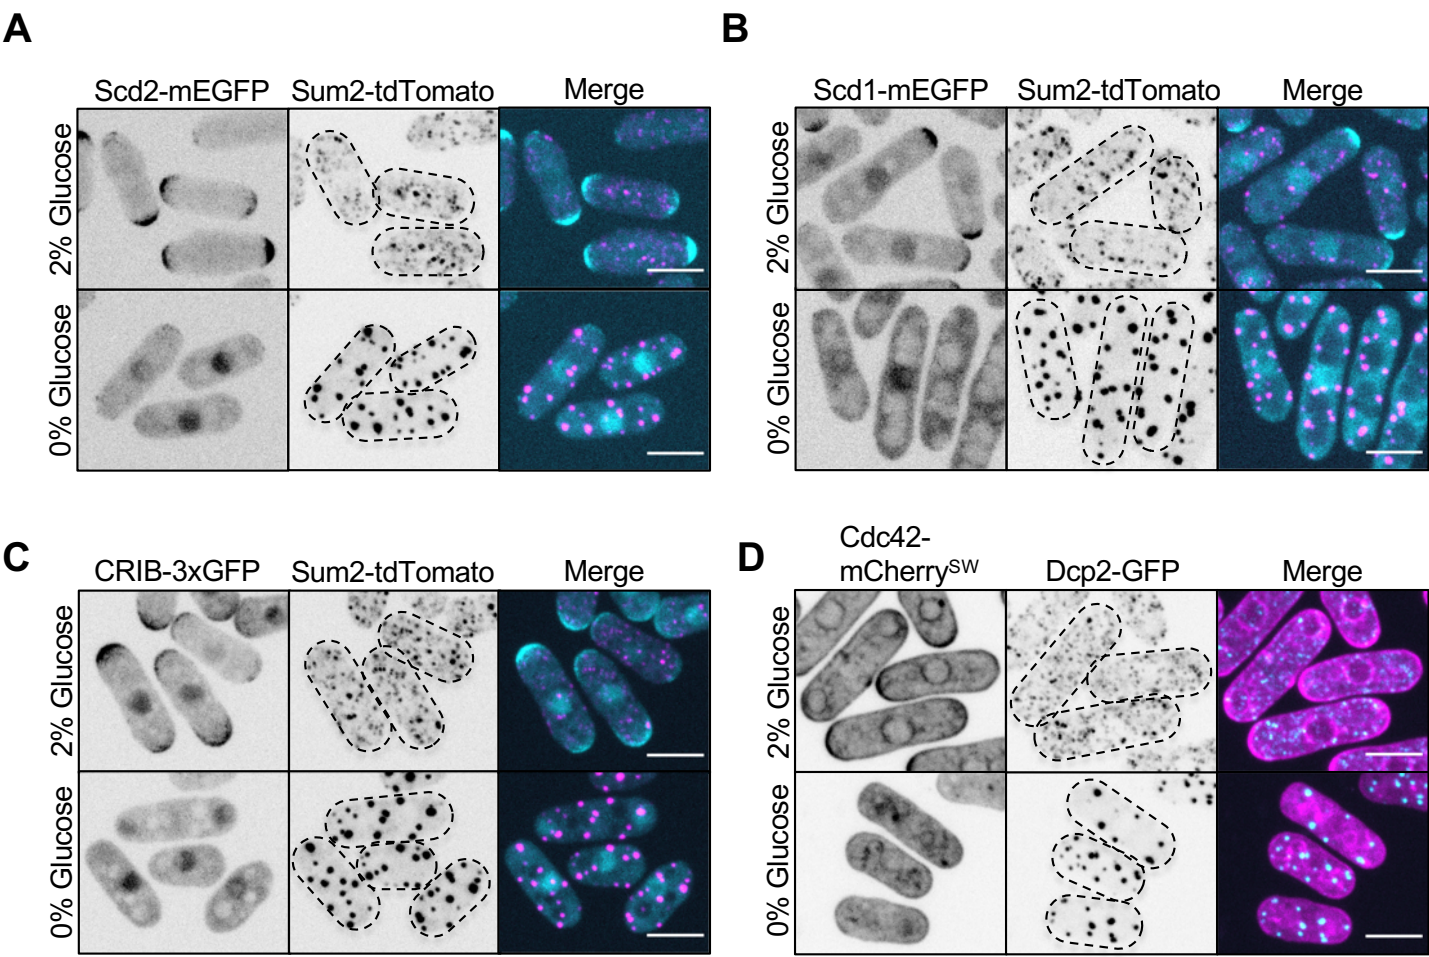 A
Scd2-mEGFP Sum2-tdTomato Merge
2% Glucose
0% Glucose
B
Scd1-mEGFP Sum2-tdTomato Merge
2% Glucose
0% Glucose
C
CRIB-3xGFP Sum2-tdTomato Merge
2% Glucose
0% Glucose
D
Cdc42-
mCherrySW Dcp2-GFP Merge
2% Glucose
0% Glucose